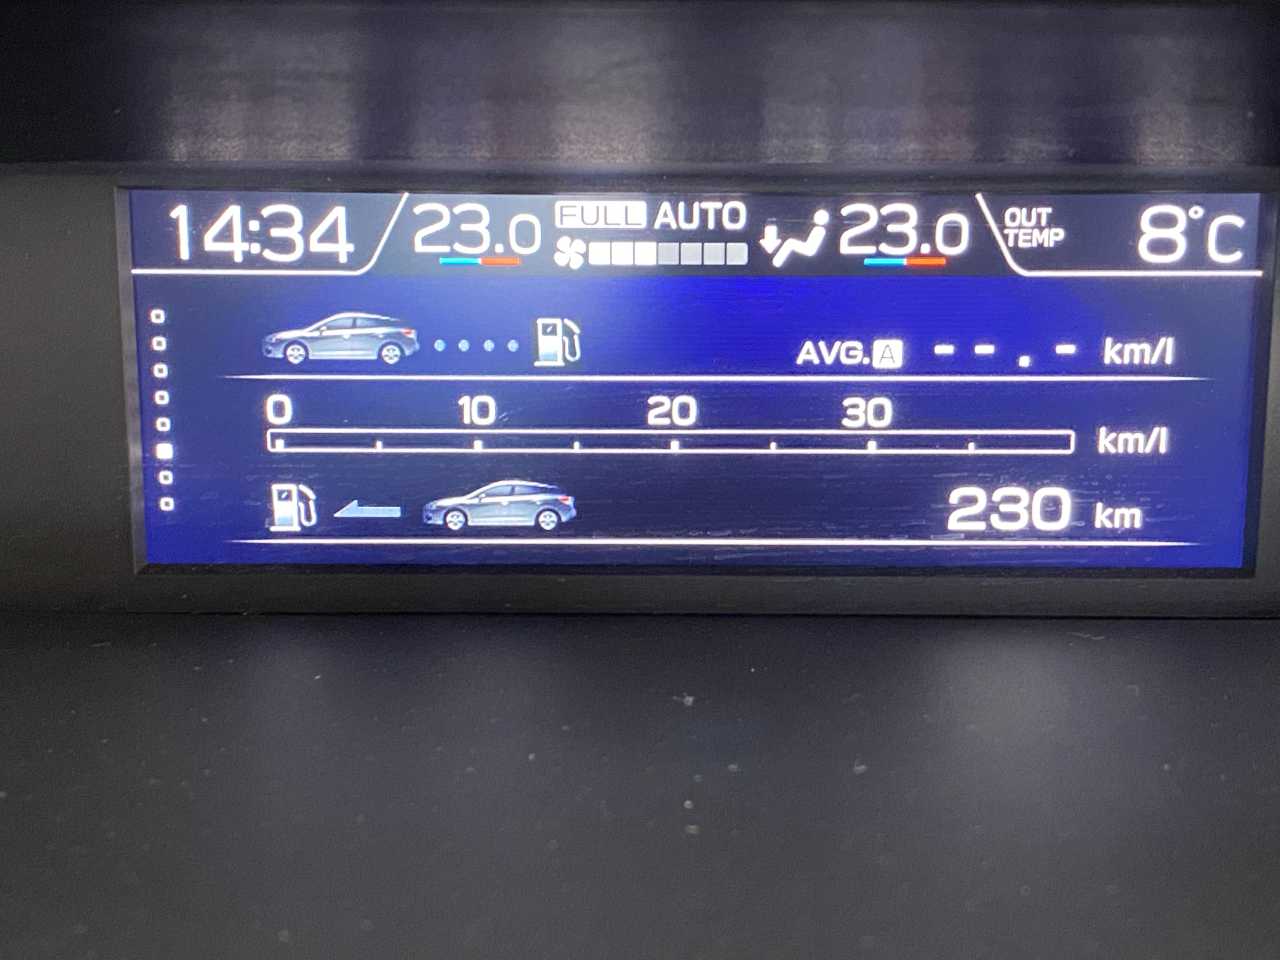 14:34 23.0 FULL AUTO 23.0 OUT TEMP 8°C
AVG.A --.- km/l
0 10 20 30
km/l
230 km